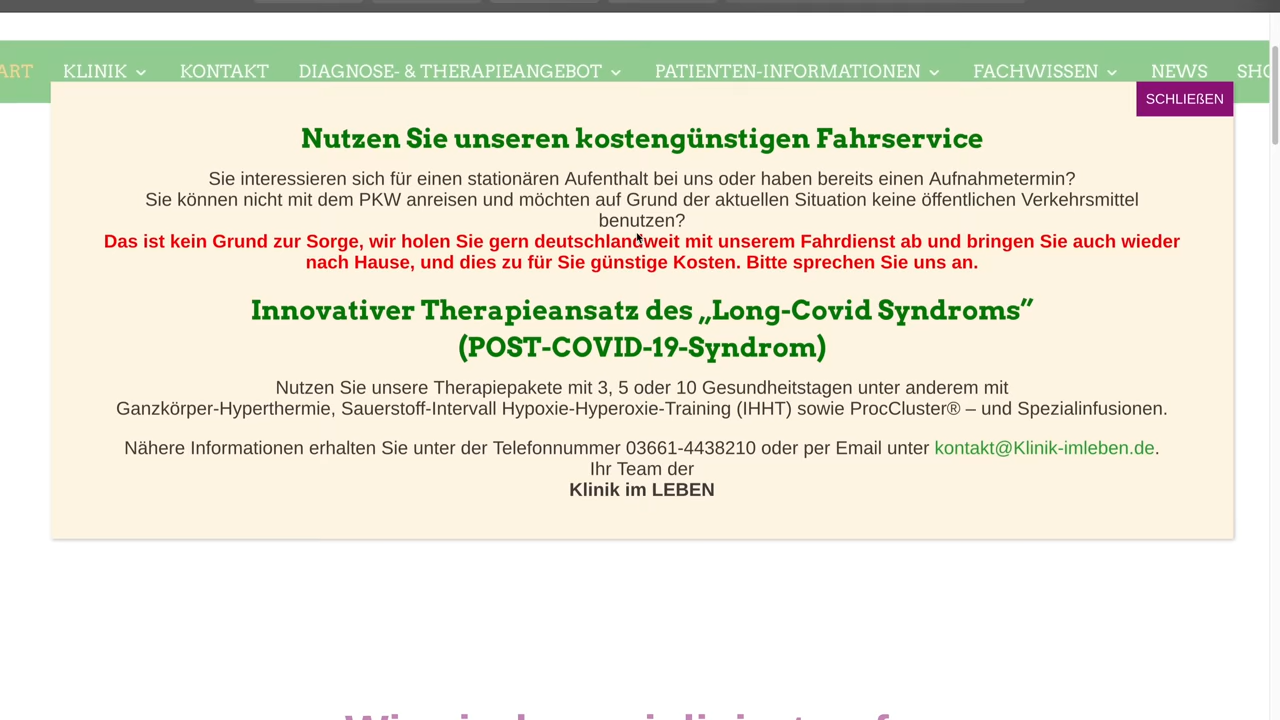 ART KLINIK KONTAKT DIAGNOSE- & THERAPIEANGEBOT PATIENTEN-INFORMATIONEN FACHWISSEN NEWS SHO
SCHLIEßEN
Nutzen Sie unseren kostengünstigen Fahrservice
Sie interessieren sich für einen stationären Aufenthalt bei uns oder haben bereits einen Aufnahmetermin?
Sie können nicht mit dem PKW anreisen und möchten auf Grund der aktuellen Situation keine öffentlichen Verkehrsmittel
benutzen?
Das ist kein Grund zur Sorge, wir holen Sie gern deutschlandweit mit unserem Fahrdienst ab und bringen Sie auch wieder
nach Hause, und dies zu für Sie günstige Kosten. Bitte sprechen Sie uns an.
Innovativer Therapieansatz des „Long-Covid Syndroms”
(POST-COVID-19-Syndrom)
Nutzen Sie unsere Therapiepakete mit 3, 5 oder 10 Gesundheitstagen unter anderem mit
Ganzkörper-Hyperthermie, Sauerstoff-Intervall Hypoxie-Hyperoxie-Training (IHHT) sowie ProcCluster® – und Spezialinfusionen.
Nähere Informationen erhalten Sie unter der Telefonnummer 03661-4438210 oder per Email unter kontakt@Klinik-imleben.de.
Ihr Team der
Klinik im LEBEN